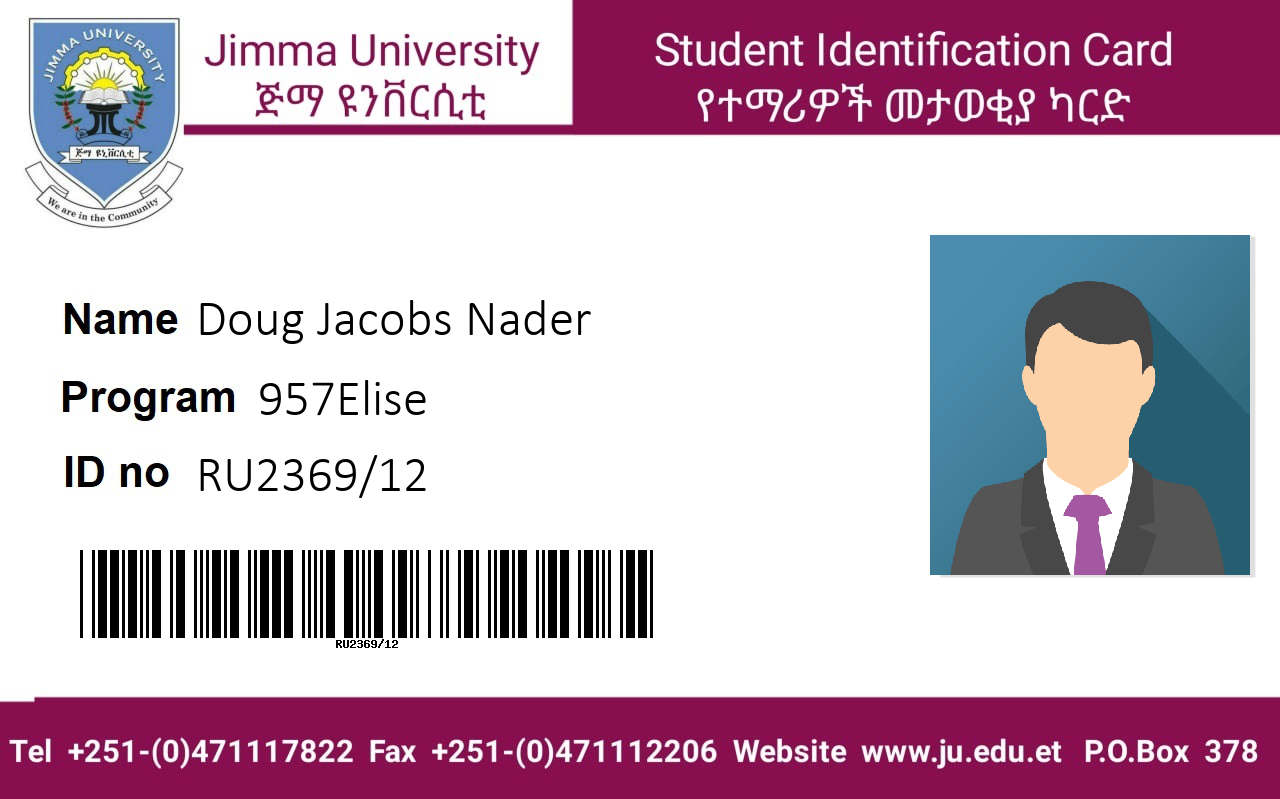 JIMMA UNIVERSITY
ጅማ ዩኒቨርሲቲ
We are in the Community
Jimma University
ጅማ ዩንቨርሲቲ
Student Identification Card
የተማሪዎች መታወቂያ ካርድ
Name Doug Jacobs Nader
Program 957Elise
ID no RU2369/12
RU2369/12
Tel +251-(0)471117822 Fax +251-(0)471112206 Website www.ju.edu.et P.O.Box 378